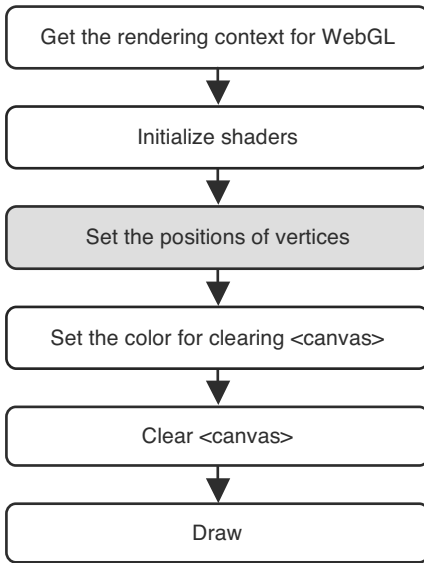 Get the rendering context for WebGL
Initialize shaders
Set the positions of vertices
Set the color for clearing <canvas>
Clear <canvas>
Draw